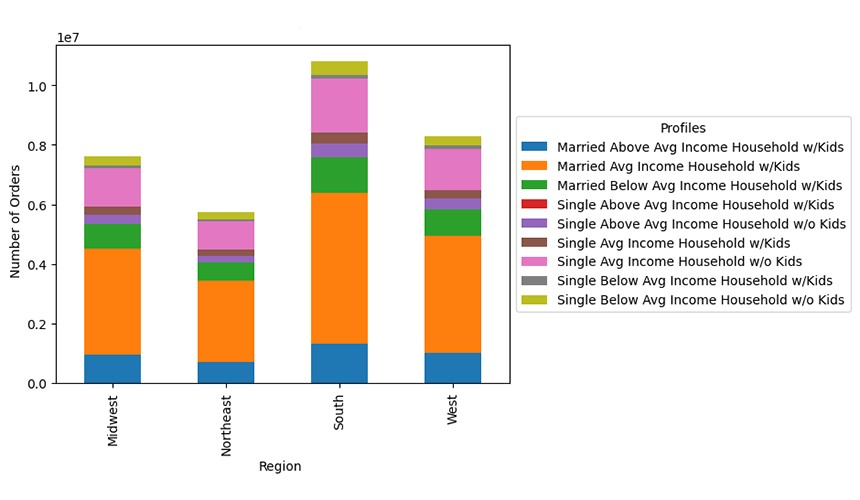 1e7
1.0
0.8
0.6
0.4
0.2
0.0
Number of Orders
Midwest
Northeast
South
West
Region
Profiles
Married Above Avg Income Household w/Kids
Married Avg Income Household w/Kids
Married Below Avg Income Household w/Kids
Single Above Avg Income Household w/Kids
Single Above Avg Income Household w/o Kids
Single Avg Income Household w/Kids
Single Avg Income Household w/o Kids
Single Below Avg Income Household w/Kids
Single Below Avg Income Household w/o Kids